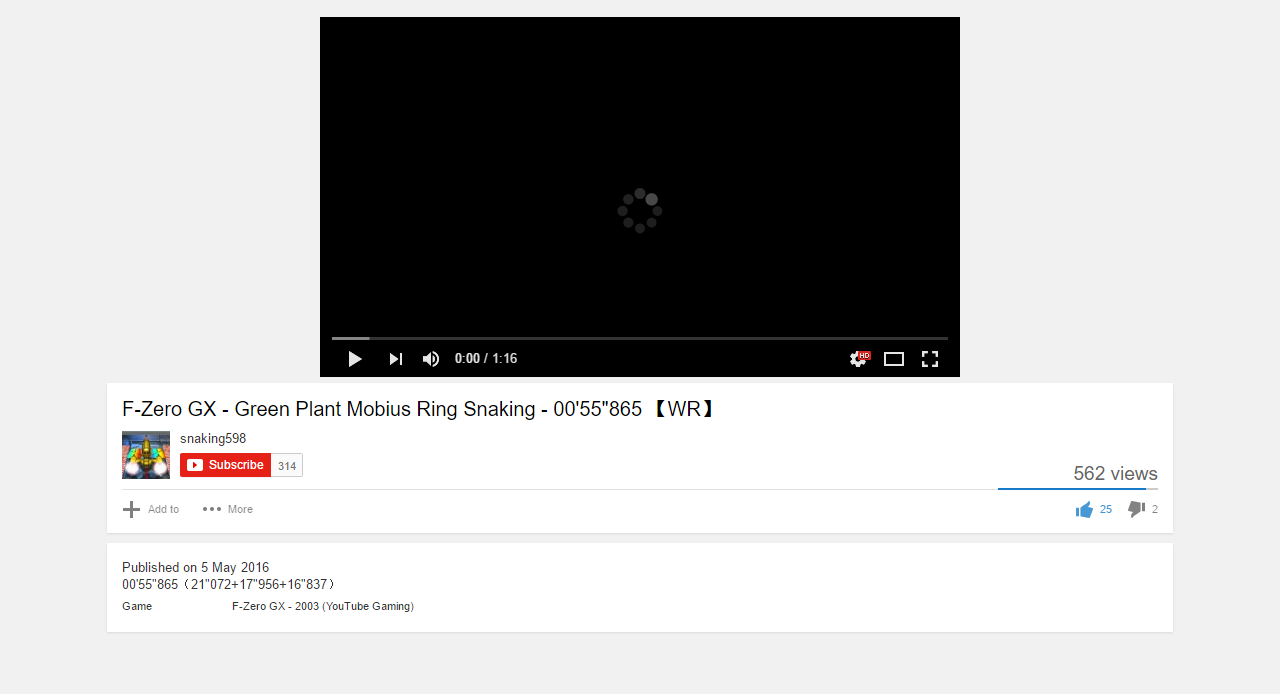 HD
0:00 / 1:16
F-Zero GX - Green Plant Mobius Ring Snaking - 00'55"865 【WR】
snaking598
Subscribe 314
562 views
Add to More 25 2
Published on 5 May 2016
00'55"865（21"072+17"956+16"837）
Game F-Zero GX - 2003 (YouTube Gaming)